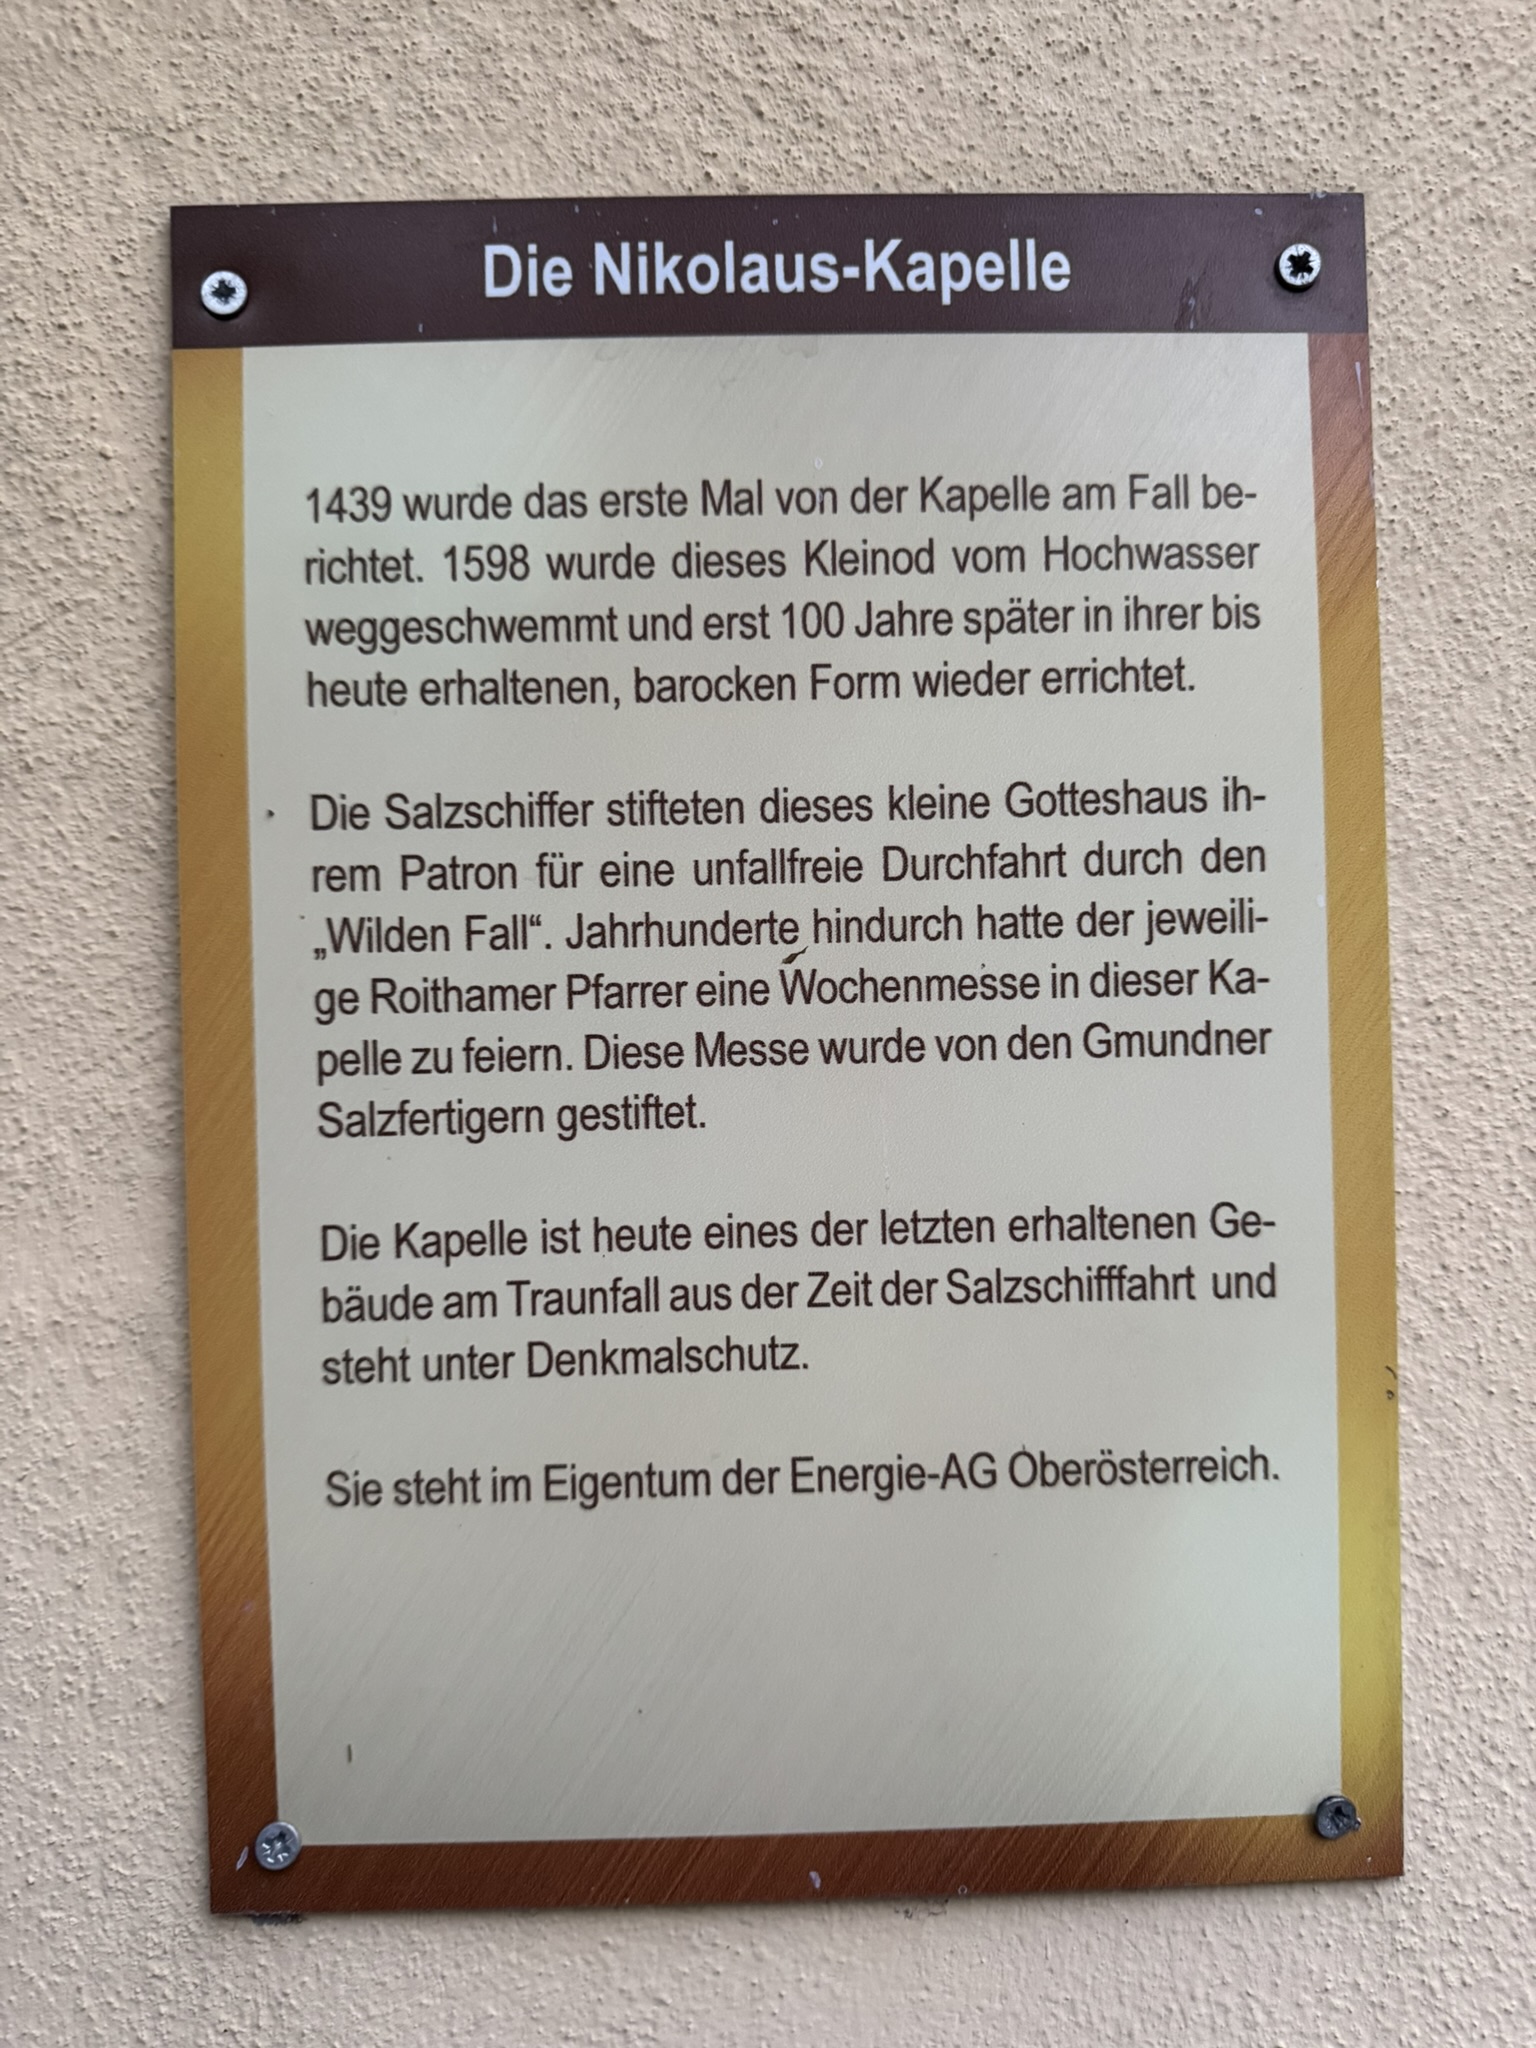 Die Nikolaus-Kapelle
1439 wurde das erste Mal von der Kapelle am Fall be-
richtet. 1598 wurde dieses Kleinod vom Hochwasser
weggeschwemmt und erst 100 Jahre später in ihrer bis
heute erhaltenen, barocken Form wieder errichtet.
Die Salzschiffer stifteten dieses kleine Gotteshaus ih-
rem Patron für eine unfallfreie Durchfahrt durch den
„Wilden Fall“. Jahrhunderte hindurch hatte der jeweili-
ge Roithamer Pfarrer eine Wochenmesse in dieser Ka-
pelle zu feiern. Diese Messe wurde von den Gmundner
Salzfertigern gestiftet.
Die Kapelle ist heute eines der letzten erhaltenen Ge-
bäude am Traunfall aus der Zeit der Salzschifffahrt und
steht unter Denkmalschutz.
Sie steht im Eigentum der Energie-AG Oberösterreich.